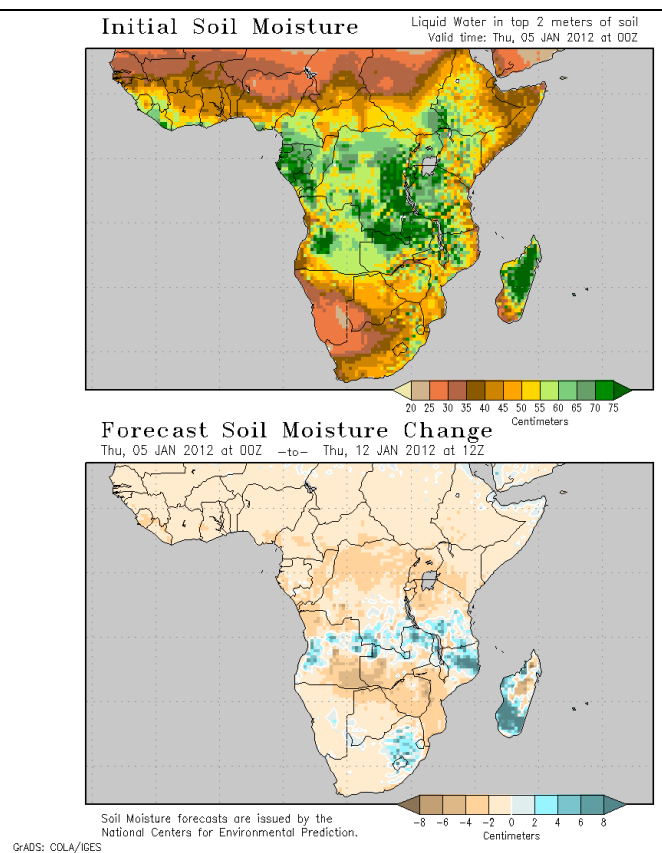 Initial Soil Moisture
Liquid Water in top 2 meters of soil
Valid time: Thu, 05 JAN 2012 at 00Z
20 25 30 35 40 45 50 55 60 65 70 75
Centimeters
Forecast Soil Moisture Change
Thu, 05 JAN 2012 at 00Z -to- Thu, 12 JAN 2012 at 12Z
-8 -6 -4 -2 0 2 4 6 8
Centimeters
Soil Moisture forecasts are issued by the
National Centers for Environmental Prediction.
GrADS: COLA/IGES